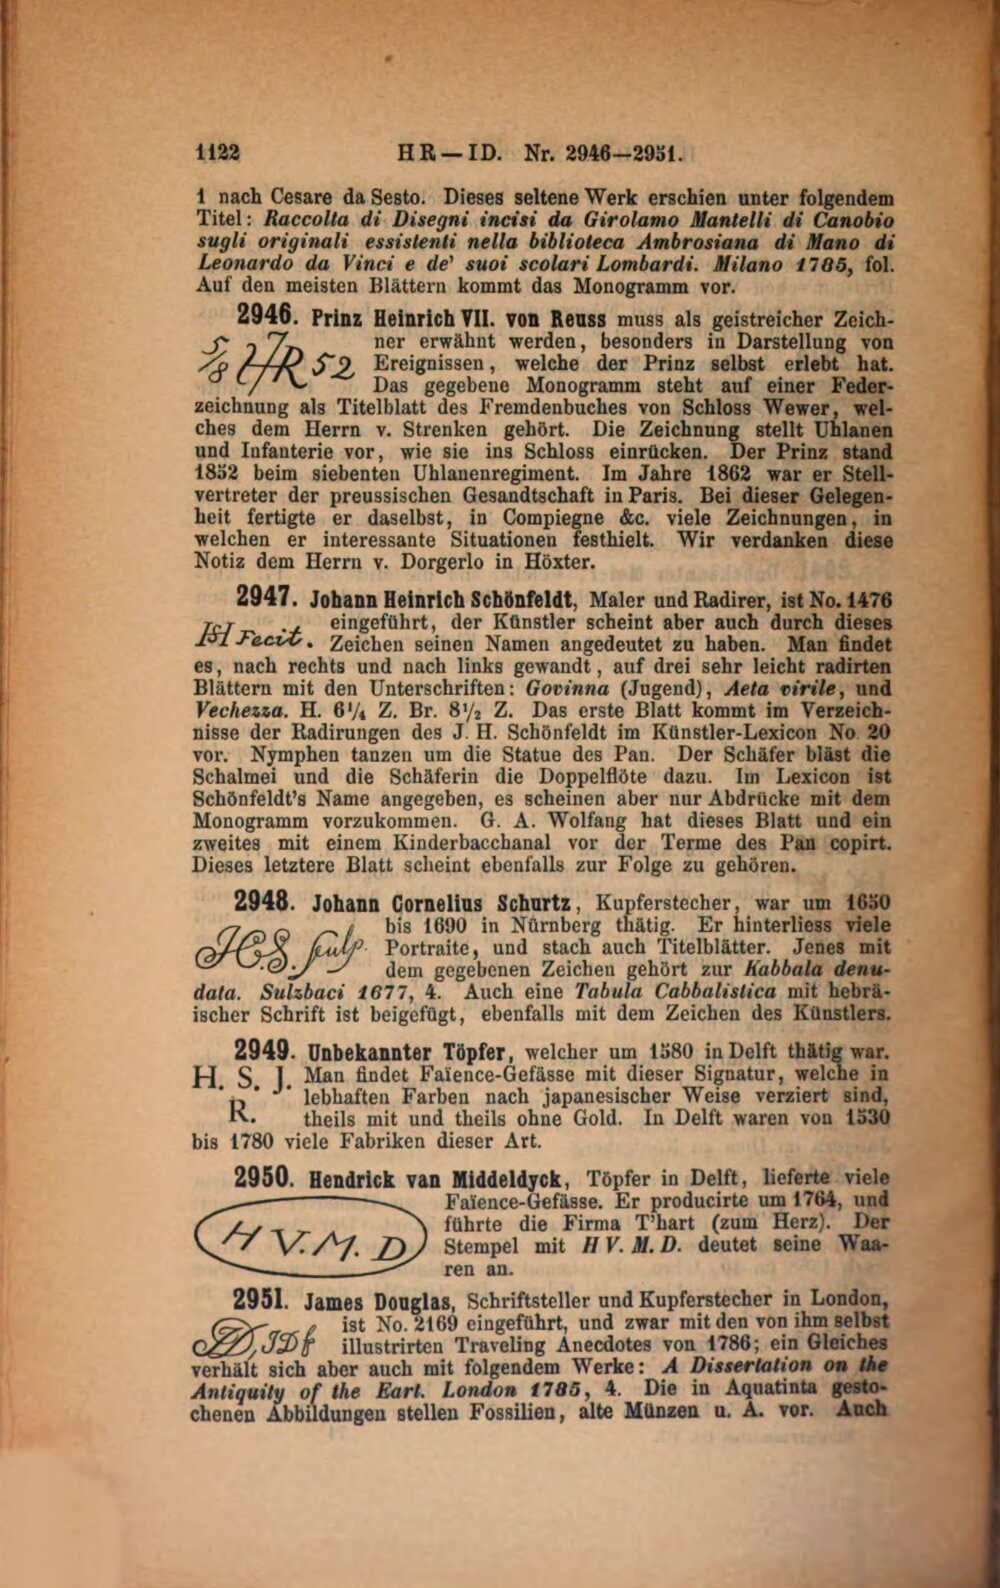 1122 HR—ID. Nr. 2946—2951.
1 nach Cesare da Sesto. Dieses seltene Werk erschien unter folgendem
Titel: Raccolta di Disegni incisi da Girolamo Mantelli di Canobio
sugli originali essistenti nella biblioteca Ambrosiana di Mano di
Leonardo da Vinci e de' suoi scolari Lombardi. Milano 1785, fol.
Auf den meisten Blättern kommt das Monogramm vor.
2946. Prinz Heinrich VII. von Reuss muss als geistreicher Zeich-
ner erwähnt werden, besonders in Darstellung von
5/8 HR 52 Ereignissen, welche der Prinz selbst erlebt hat.
Das gegebene Monogramm steht auf einer Feder-
zeichnung als Titelblatt des Fremdenbuches von Schloss Wewer, wel-
ches dem Herrn v. Strenken gehört. Die Zeichnung stellt Uhlanen
und Infanterie vor, wie sie ins Schloss einrücken. Der Prinz stand
1852 beim siebenten Uhlanenregiment. Im Jahre 1862 war er Stell-
vertreter der preussischen Gesandtschaft in Paris. Bei dieser Gelegen-
heit fertigte er daselbst, in Compiegne &c. viele Zeichnungen, in
welchen er interessante Situationen festhielt. Wir verdanken diese
Notiz dem Herrn v. Dorgerlo in Höxter.
2947. Johann Heinrich Schönfeldt, Maler und Radirer, ist No. 1476
eingeführt, der Künstler scheint aber auch durch dieses
Fecit. Zeichen seinen Namen angedeutet zu haben. Man findet
es, nach rechts und nach links gewandt, auf drei sehr leicht radirten
Blättern mit den Unterschriften: Govinna (Jugend), Aeta virile, und
Vechezza. H. 6¼ Z. Br. 8½ Z. Das erste Blatt kommt im Verzeich-
nisse der Radirungen des J. H. Schönfeldt im Künstler-Lexicon No. 20
vor. Nymphen tanzen um die Statue des Pan. Der Schäfer bläst die
Schalmei und die Schäferin die Doppelflöte dazu. Im Lexicon ist
Schönfeldt's Name angegeben, es scheinen aber nur Abdrücke mit dem
Monogramm vorzukommen. G. A. Wolfang hat dieses Blatt und ein
zweites mit einem Kinderbacchanal vor der Terme des Pan copirt.
Dieses letztere Blatt scheint ebenfalls zur Folge zu gehören.
2948. Johann Cornelius Schurtz, Kupferstecher, war um 1650
bis 1690 in Nürnberg thätig. Er hinterliess viele
JC.S. sculp. Portraite, und stach auch Titelblätter. Jenes mit
dem gegebenen Zeichen gehört zur Kabbala denu-
data. Sulzbaci 1677, 4. Auch eine Tabula Cabbalistica mit hebrä-
ischer Schrift ist beigefügt, ebenfalls mit dem Zeichen des Künstlers.
2949. Unbekannter Töpfer, welcher um 1580 in Delft thätig war.
H. S. J. Man findet Faïence-Gefässe mit dieser Signatur, welche in
lebhaften Farben nach japanesischer Weise verziert sind,
R. theils mit und theils ohne Gold. In Delft waren von 1530
bis 1780 viele Fabriken dieser Art.
2950. Hendrick van Middeldyck, Töpfer in Delft, lieferte viele
Faïence-Gefässe. Er producirte um 1764, und
führte die Firma T'hart (zum Herz). Der
H V. M. D Stempel mit H V. M. D. deutet seine Waa-
ren an.
2951. James Douglas, Schriftsteller und Kupferstecher in London,
ist No. 2169 eingeführt, und zwar mit den von ihm selbst
JD, JDf illustrirten Traveling Anecdotes von 1786; ein Gleiches
verhält sich aber auch mit folgendem Werke: A Dissertation on the
Antiquity of the Eart. London 1785, 4. Die in Aquatinta gesto-
chenen Abbildungen stellen Fossilien, alte Münzen u. A. vor. Auch